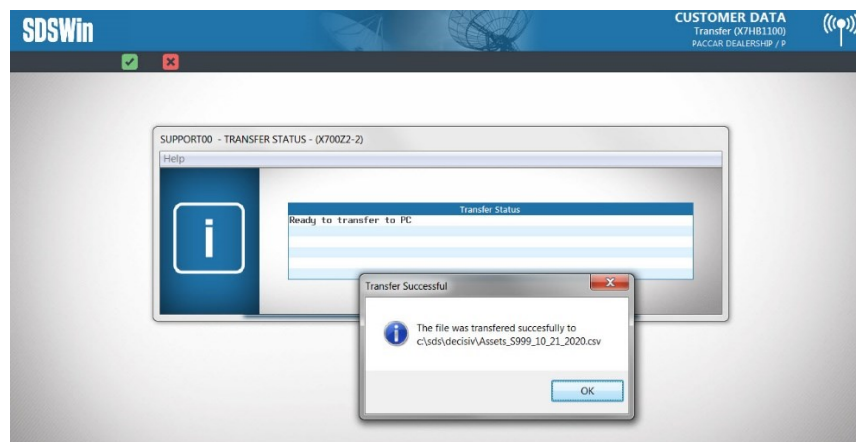 SDSWin
CUSTOMER DATA
Transfer (X7HB1100)
PACCAR DEALERSHIP / P
SUPPORT00 - TRANSFER STATUS - (X700Z2-2)
Help
Transfer Status
Ready to transfer to PC
Transfer Successful
The file was transfered succesfully to
c:\sds\decisiv\Assets_S999_10_21_2020.csv
OK